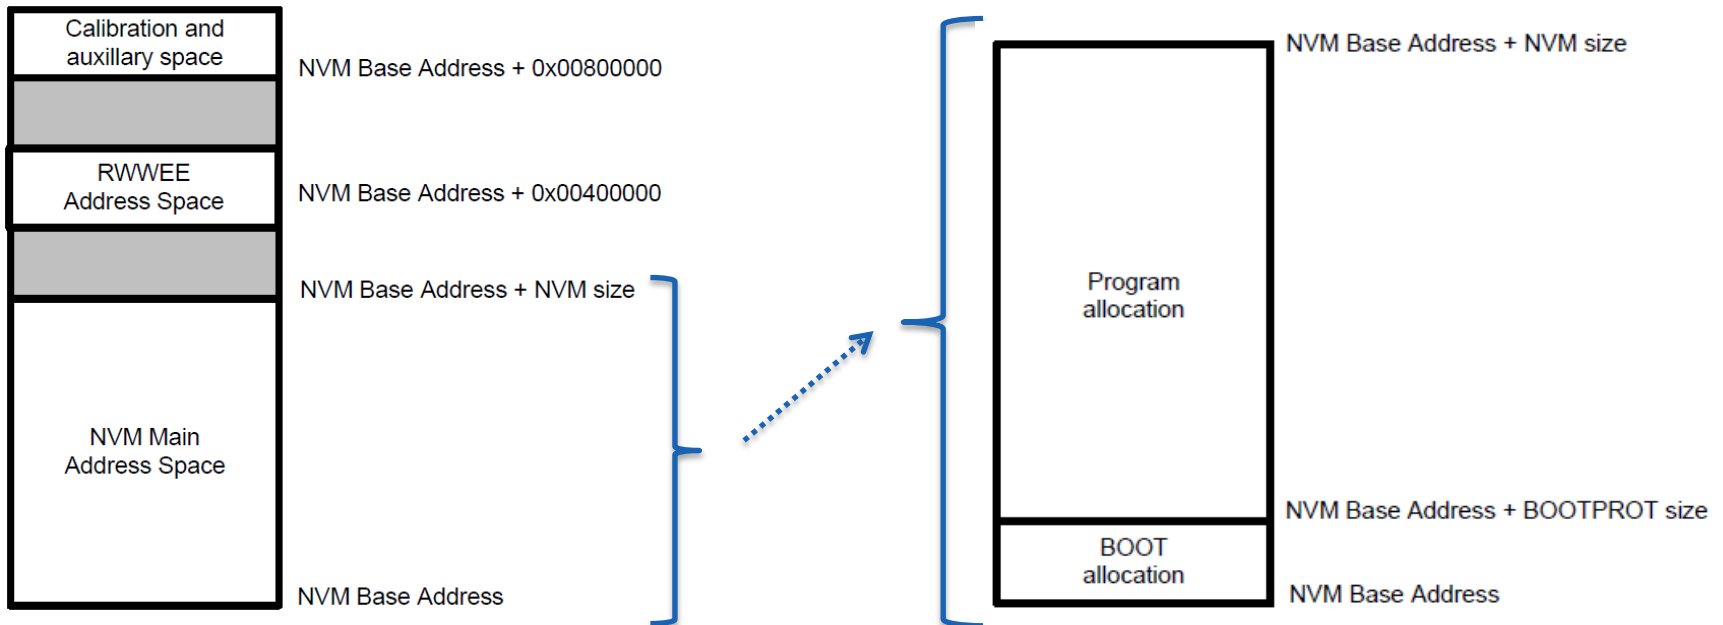 Calibration and
auxillary space
NVM Base Address + 0x00800000
RWWEE
Address Space
NVM Base Address + 0x00400000
NVM Base Address + NVM size
NVM Main
Address Space
NVM Base Address
NVM Base Address + NVM size
Program
allocation
NVM Base Address + BOOTPROT size
BOOT
allocation
NVM Base Address